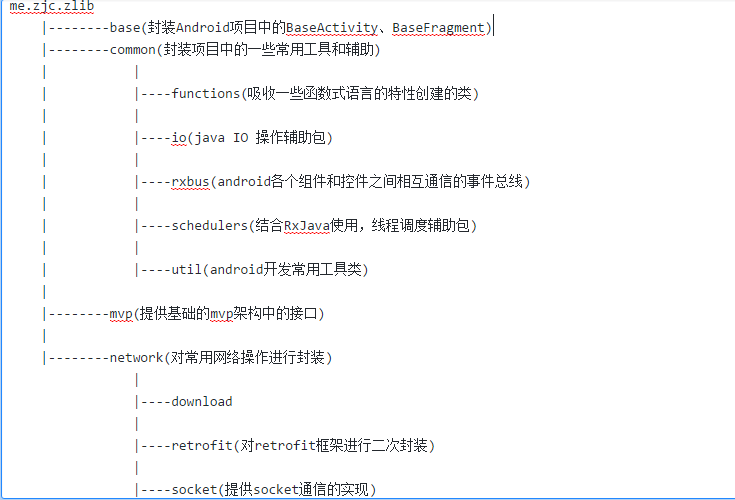 me.zjc.zlib
|--------base(封装Android项目中的BaseActivity、BaseFragment)
|--------common(封装项目中的一些常用工具和辅助)
|            |
|            |----functions(吸收一些函数式语言的特性创建的类)
|            |
|            |----io(java IO 操作辅助包)
|            |
|            |----rxbus(android各个组件和控件之间相互通信的事件总线)
|            |
|            |----schedulers(结合RxJava使用，线程调度辅助包)
|            |
|            |----util(android开发常用工具类)
|
|--------mvp(提供基础的mvp架构中的接口)
|
|--------network(对常用网络操作进行封装)
             |
             |----download
             |
             |----retrofit(对retrofit框架进行二次封装)
             |
             |----socket(提供socket通信的实现)